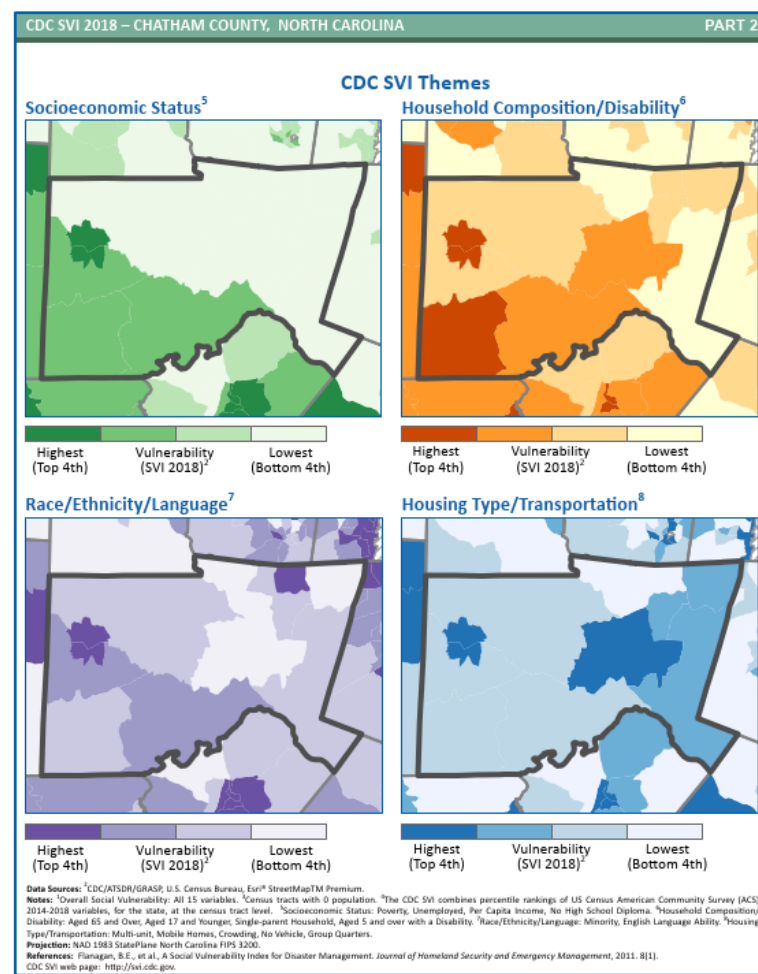 CDC SVI 2018 – CHATHAM COUNTY, NORTH CAROLINA PART 2
CDC SVI Themes
Socioeconomic Status⁵ Household Composition/Disability⁶
Highest (Top 4th) Vulnerability (SVI 2018)² Lowest (Bottom 4th)
Highest (Top 4th) Vulnerability (SVI 2018)² Lowest (Bottom 4th)
Race/Ethnicity/Language⁷ Housing Type/Transportation⁸
Highest (Top 4th) Vulnerability (SVI 2018)² Lowest (Bottom 4th)
Highest (Top 4th) Vulnerability (SVI 2018)² Lowest (Bottom 4th)
Data Sources: ²CDC/ATSDR/GRASP, U.S. Census Bureau, Esri® StreetMapTM Premium.
Notes: ¹Overall Social Vulnerability: All 15 variables. ³Census tracts with 0 population. ⁴The CDC SVI combines percentile rankings of US Census American Community Survey (ACS)
2014-2018 variables, for the state, at the census tract level. ⁵Socioeconomic Status: Poverty, Unemployed, Per Capita Income, No High School Diploma. ⁶Household Composition/
Disability: Aged 65 and Over, Aged 17 and Younger, Single-parent Household, Aged 5 and over with a Disability. ⁷Race/Ethnicity/Language: Minority, English Language Ability. ⁸Housing
Type/Transportation: Multi-unit, Mobile Homes, Crowding, No Vehicle, Group Quarters.
Projection: NAD 1983 StatePlane North Carolina FIPS 3200.
References: Flanagan, B.E., et al., A Social Vulnerability Index for Disaster Management. Journal of Homeland Security and Emergency Management, 2011. 8(1).
CDC SVI web page: http://svi.cdc.gov.